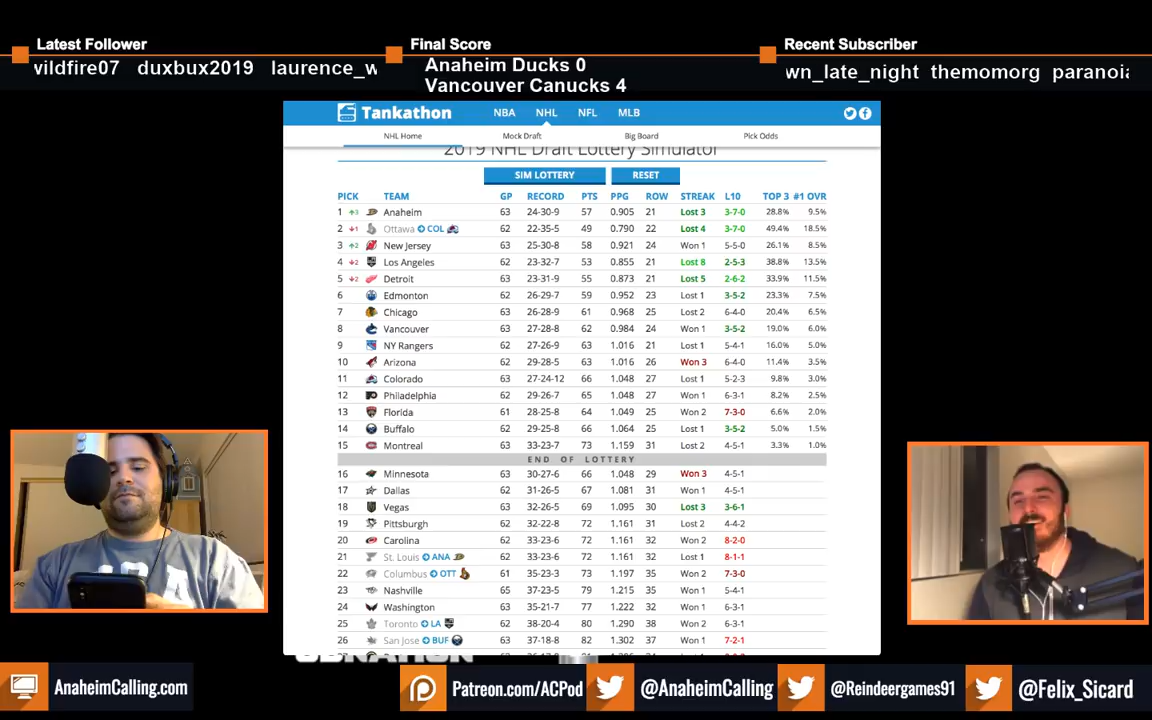 Latest Follower
Final Score
Recent Subscriber
vildfire07 duxbux2019 laurence_w
Anaheim Ducks 0
Vancouver Canucks 4
wn_late_night themomorg paranoia
Tankathon NBA NHL NFL MLB
NHL Home Mock Draft Big Board Pick Odds
2019 NHL Draft Lottery Simulator
SIM LOTTERY RESET
PICK TEAM GP RECORD PTS PPG ROW STREAK L10 TOP 3 #1 OVR
1 ↑3 Anaheim 63 24-30-9 57 0.905 21 Lost 3 3-7-0 28.8% 9.5%
2 ↓1 Ottawa COL 62 22-35-5 49 0.790 22 Lost 4 3-7-0 49.4% 18.5%
3 ↑2 New Jersey 63 25-30-8 58 0.921 24 Won 1 5-5-0 26.1% 8.5%
4 ↓2 Los Angeles 62 23-32-7 53 0.855 21 Lost 8 2-5-3 38.8% 13.5%
5 ↓2 Detroit 63 23-31-9 55 0.873 21 Lost 5 2-6-2 33.9% 11.5%
6 Edmonton 62 26-29-7 59 0.952 23 Lost 1 3-5-2 23.3% 7.5%
7 Chicago 63 26-28-9 61 0.968 25 Lost 2 6-4-0 20.4% 6.5%
8 Vancouver 63 27-28-8 62 0.984 24 Won 1 3-5-2 19.0% 6.0%
9 NY Rangers 62 27-26-9 63 1.016 21 Lost 1 5-4-1 16.0% 5.0%
10 Arizona 62 29-28-5 63 1.016 26 Won 3 6-4-0 11.4% 3.5%
11 Colorado 63 27-24-12 66 1.048 27 Lost 1 5-2-3 9.8% 3.0%
12 Philadelphia 62 29-26-7 65 1.048 27 Won 1 6-3-1 8.2% 2.5%
13 Florida 61 28-25-8 64 1.049 25 Won 2 7-3-0 6.6% 2.0%
14 Buffalo 62 29-25-8 66 1.064 25 Lost 1 3-5-2 5.0% 1.5%
15 Montreal 63 33-23-7 73 1.159 31 Lost 2 4-5-1 3.3% 1.0%
END OF LOTTERY
16 Minnesota 63 30-27-6 66 1.048 29 Won 3 4-5-1
17 Dallas 62 31-26-5 67 1.081 31 Won 1 4-5-1
18 Vegas 63 32-26-5 69 1.095 30 Lost 3 3-6-1
19 Pittsburgh 62 32-22-8 72 1.161 31 Lost 2 4-4-2
20 Carolina 62 33-23-6 72 1.161 32 Won 2 8-2-0
21 St. Louis ANA 62 33-23-6 72 1.161 32 Lost 1 8-1-1
22 Columbus OTT 61 35-23-3 73 1.197 35 Won 2 7-3-0
23 Nashville 65 37-23-5 79 1.215 35 Won 1 5-4-1
24 Washington 63 35-21-7 77 1.222 32 Won 1 6-3-1
25 Toronto LA 62 38-20-4 80 1.290 38 Won 2 6-3-1
26 San Jose BUF 63 37-18-8 82 1.302 37 Won 1 7-2-1
AnaheimCalling.com
Patreon.com/ACPod
@AnaheimCalling
@Reindeergames91
@Felix_Sicard